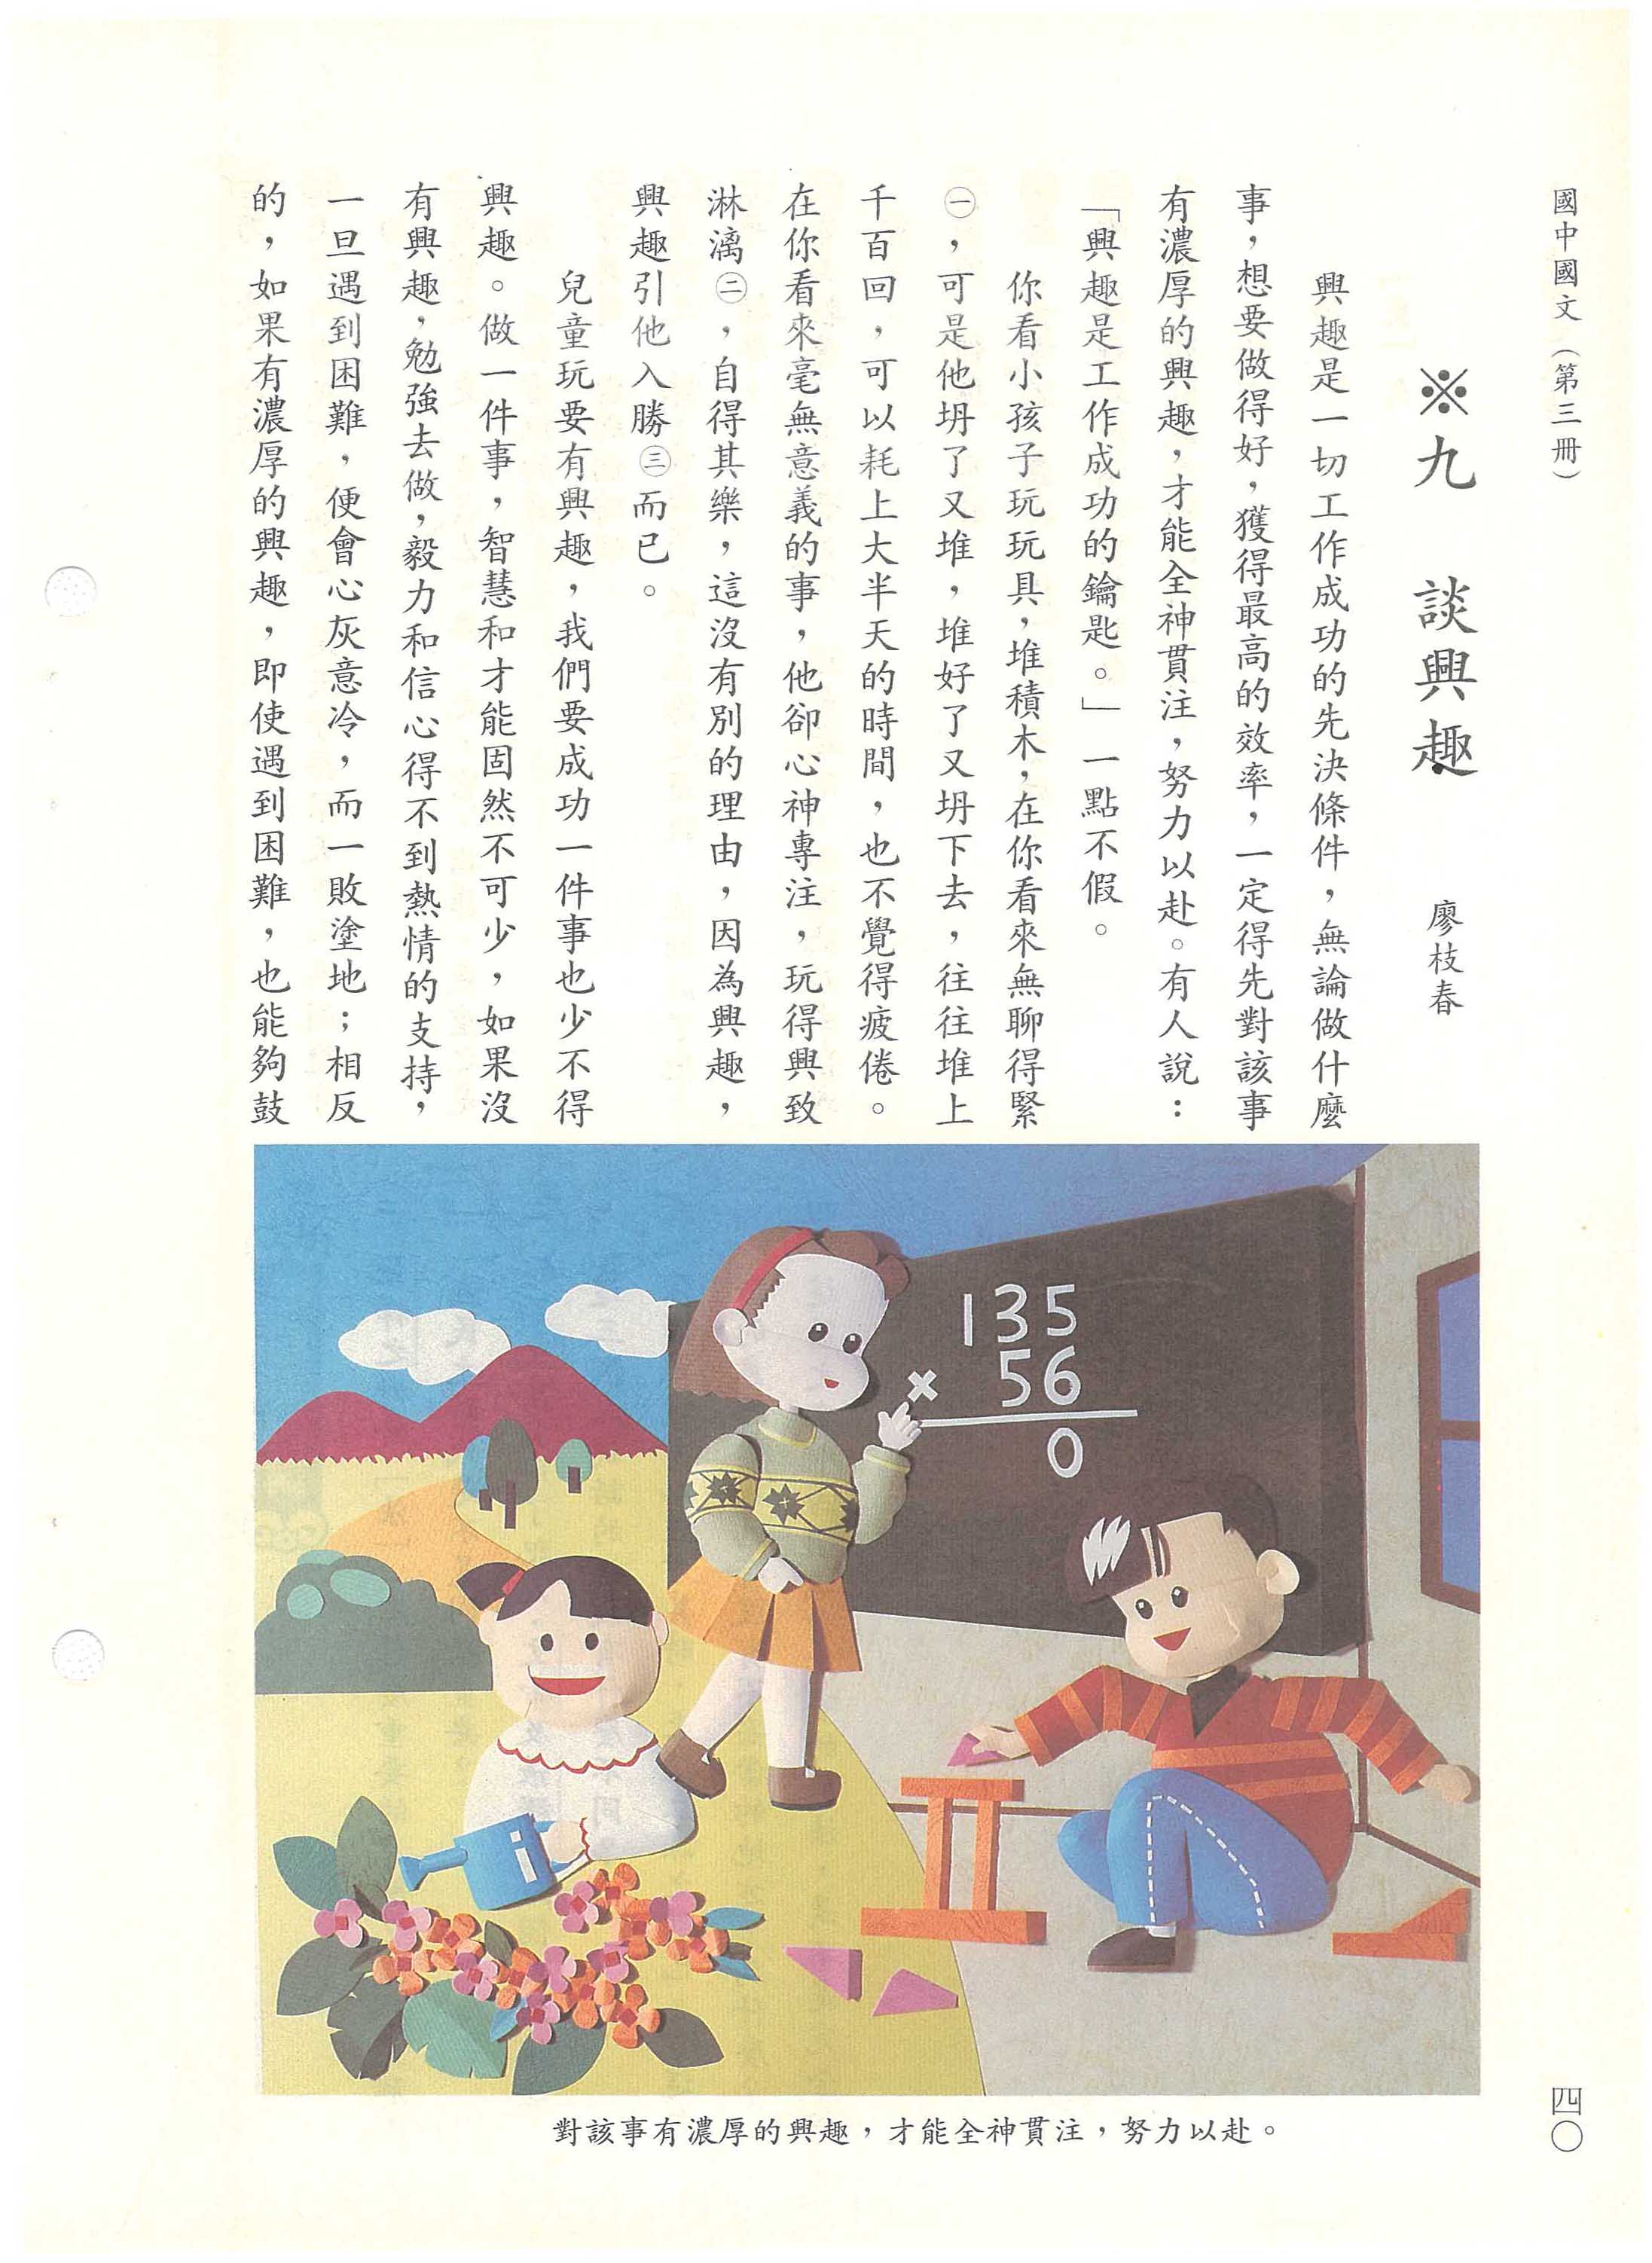 國中國文（第三冊）
四〇
※九　談興趣　廖枝春
興趣是一切工作成功的先決條件，無論做什麼
事，想要做得好，獲得最高的效率，一定得先對該事
有濃厚的興趣，才能全神貫注，努力以赴。有人說：
「興趣是工作成功的鑰匙。」一點不假。
你看小孩子玩玩具，堆積木，在你看來無聊得緊
㊀，可是他坍了又堆，堆好了又坍下去，往往堆上
千百回，可以耗上大半天的時間，也不覺得疲倦。
在你看來毫無意義的事，他卻心神專注，玩得興致
淋漓㊁，自得其樂，這沒有別的理由，因為興趣，
興趣引他入勝㊂而已。
兒童玩要有興趣，我們要成功一件事也少不得
興趣。做一件事，智慧和才能固然不可少，如果沒
有興趣，勉強去做，毅力和信心得不到熱情的支持，
一旦遇到困難，便會心灰意冷，而一敗塗地；相反
的，如果有濃厚的興趣，即使遇到困難，也能夠鼓
135
× 56
0
對該事有濃厚的興趣，才能全神貫注，努力以赴。